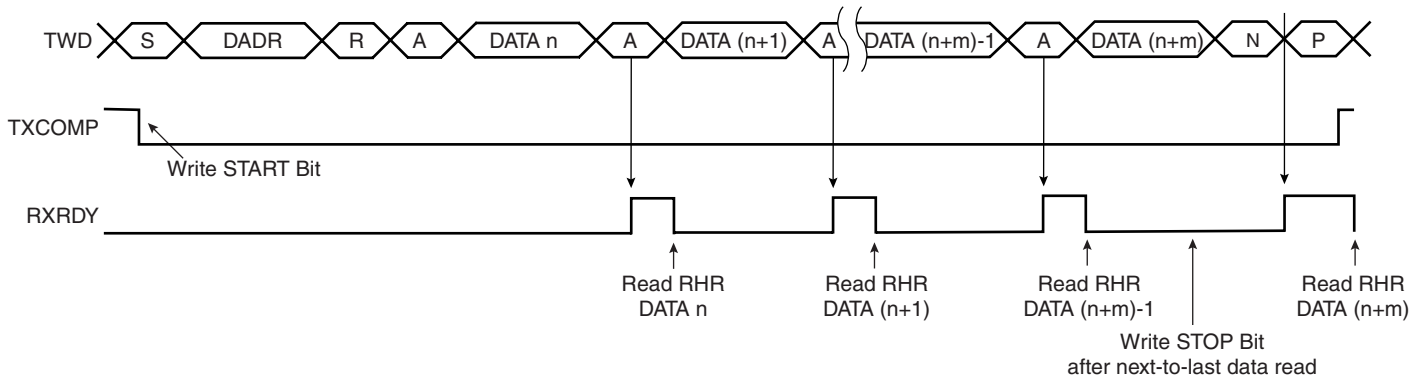 TWD S DADR R A DATA n A DATA (n+1) A DATA (n+m)-1 A DATA (n+m) N P
TXCOMP
Write START Bit
RXRDY
Read RHR Read RHR Read RHR Read RHR
DATA n DATA (n+1) DATA (n+m)-1 DATA (n+m)
Write STOP Bit
after next-to-last data read